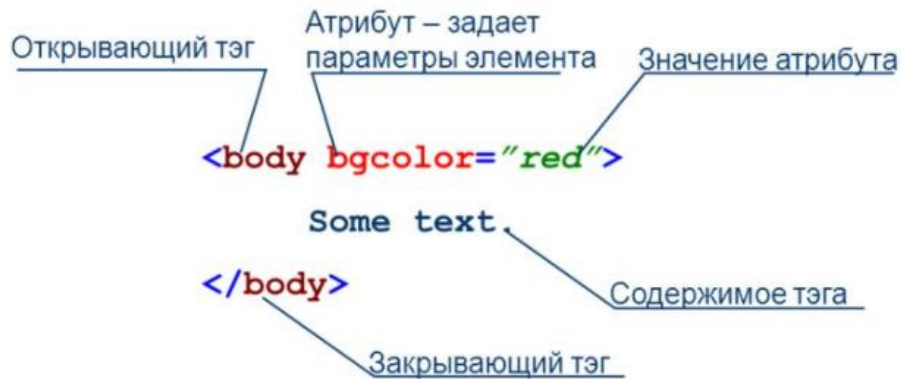 Открывающий тэг
Атрибут – задает
параметры элемента
Значение атрибута
<body bgcolor="red">
Some text.
</body>
Содержимое тэга
Закрывающий тэг